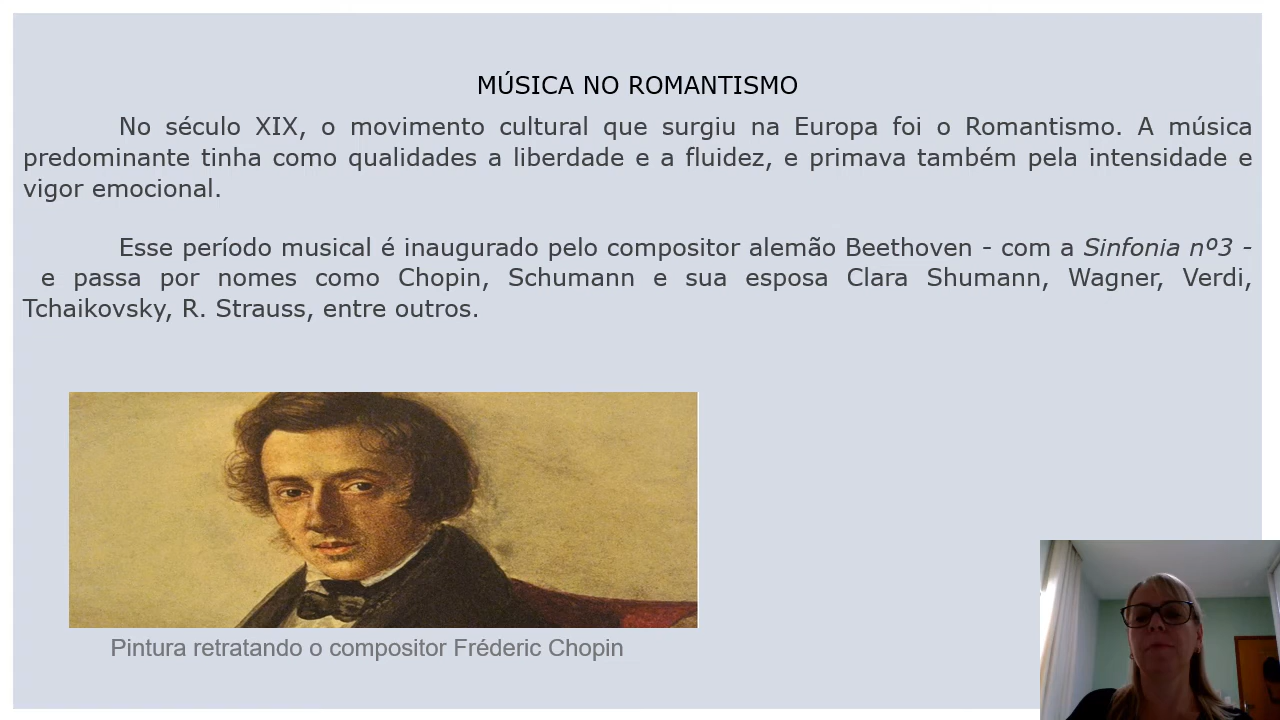 MÚSICA NO ROMANTISMO
No século XIX, o movimento cultural que surgiu na Europa foi o Romantismo. A música
predominante tinha como qualidades a liberdade e a fluidez, e primava também pela intensidade e
vigor emocional.
Esse período musical é inaugurado pelo compositor alemão Beethoven - com a Sinfonia nº3 -
e passa por nomes como Chopin, Schumann e sua esposa Clara Shumann, Wagner, Verdi,
Tchaikovsky, R. Strauss, entre outros.
Pintura retratando o compositor Fréderic Chopin